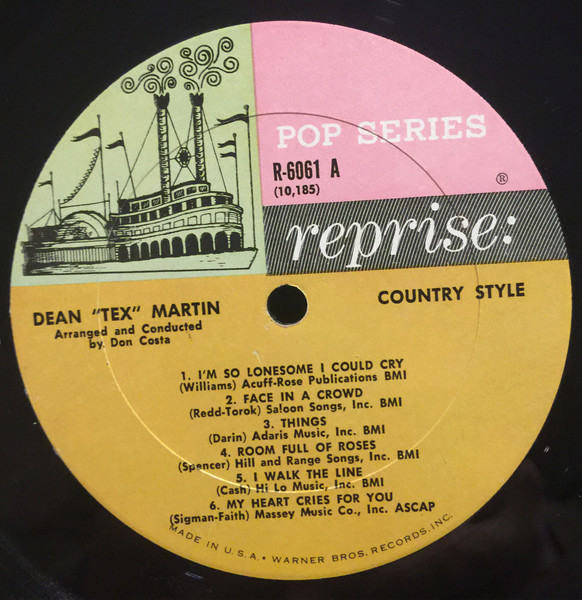 POP SERIES
R-6061 A
(10,185)
®
reprise:
DEAN "TEX" MARTIN
Arranged and Conducted
by Don Costa
COUNTRY STYLE
1. I'M SO LONESOME I COULD CRY
(Williams) Acuff-Rose Publications BMI
2. FACE IN A CROWD
(Redd-Torok) Saloon Songs, Inc. BMI
3. THINGS
(Darin) Adaris Music, Inc. BMI
4. ROOM FULL OF ROSES
(Spencer) Hill and Range Songs, Inc. BMI
5. I WALK THE LINE
(Cash) Hi Lo Music, Inc. BMI
6. MY HEART CRIES FOR YOU
(Sigman-Faith) Massey Music Co., Inc. ASCAP
MADE IN U.S.A. • WARNER BROS. RECORDS, INC.